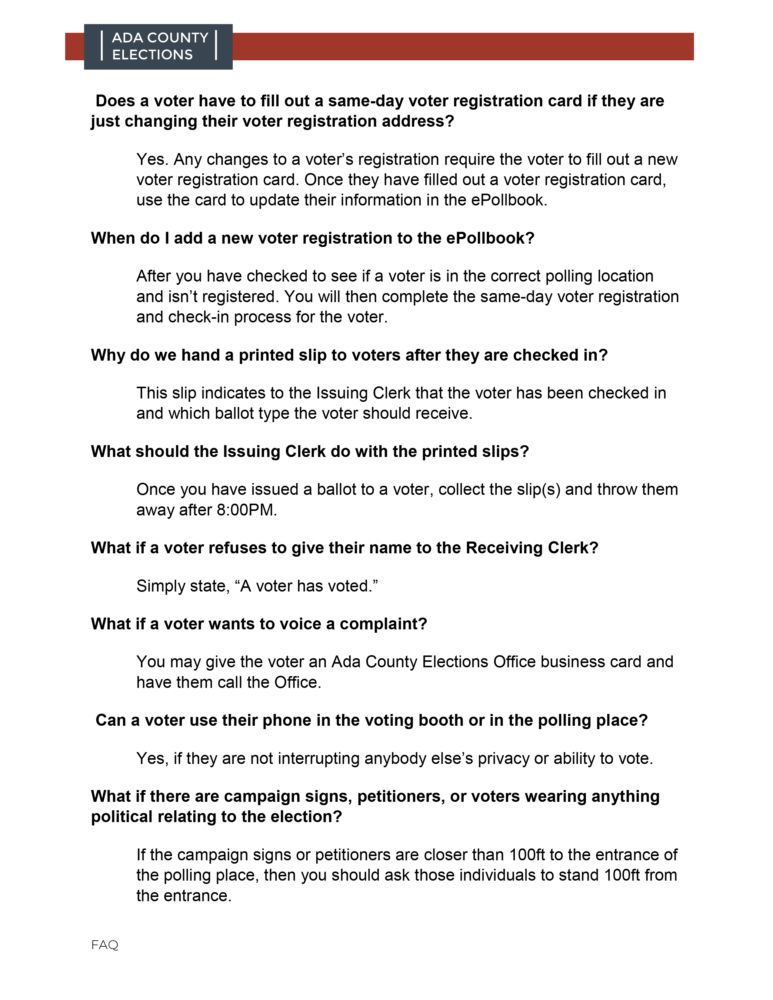 ADA COUNTY
ELECTIONS
Does a voter have to fill out a same-day voter registration card if they are
just changing their voter registration address?
Yes. Any changes to a voter’s registration require the voter to fill out a new
voter registration card. Once they have filled out a voter registration card,
use the card to update their information in the ePollbook.
When do I add a new voter registration to the ePollbook?
After you have checked to see if a voter is in the correct polling location
and isn’t registered. You will then complete the same-day voter registration
and check-in process for the voter.
Why do we hand a printed slip to voters after they are checked in?
This slip indicates to the Issuing Clerk that the voter has been checked in
and which ballot type the voter should receive.
What should the Issuing Clerk do with the printed slips?
Once you have issued a ballot to a voter, collect the slip(s) and throw them
away after 8:00PM.
What if a voter refuses to give their name to the Receiving Clerk?
Simply state, “A voter has voted.”
What if a voter wants to voice a complaint?
You may give the voter an Ada County Elections Office business card and
have them call the Office.
Can a voter use their phone in the voting booth or in the polling place?
Yes, if they are not interrupting anybody else’s privacy or ability to vote.
What if there are campaign signs, petitioners, or voters wearing anything
political relating to the election?
If the campaign signs or petitioners are closer than 100ft to the entrance of
the polling place, then you should ask those individuals to stand 100ft from
the entrance.
FAQ